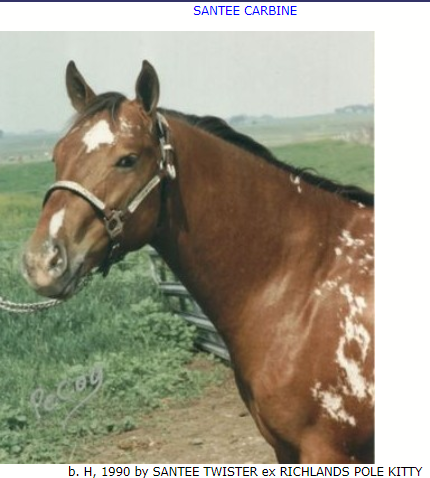 SANTEE CARBINE
PeCog
b. H, 1990 by SANTEE TWISTER ex RICHLANDS POLE KITTY